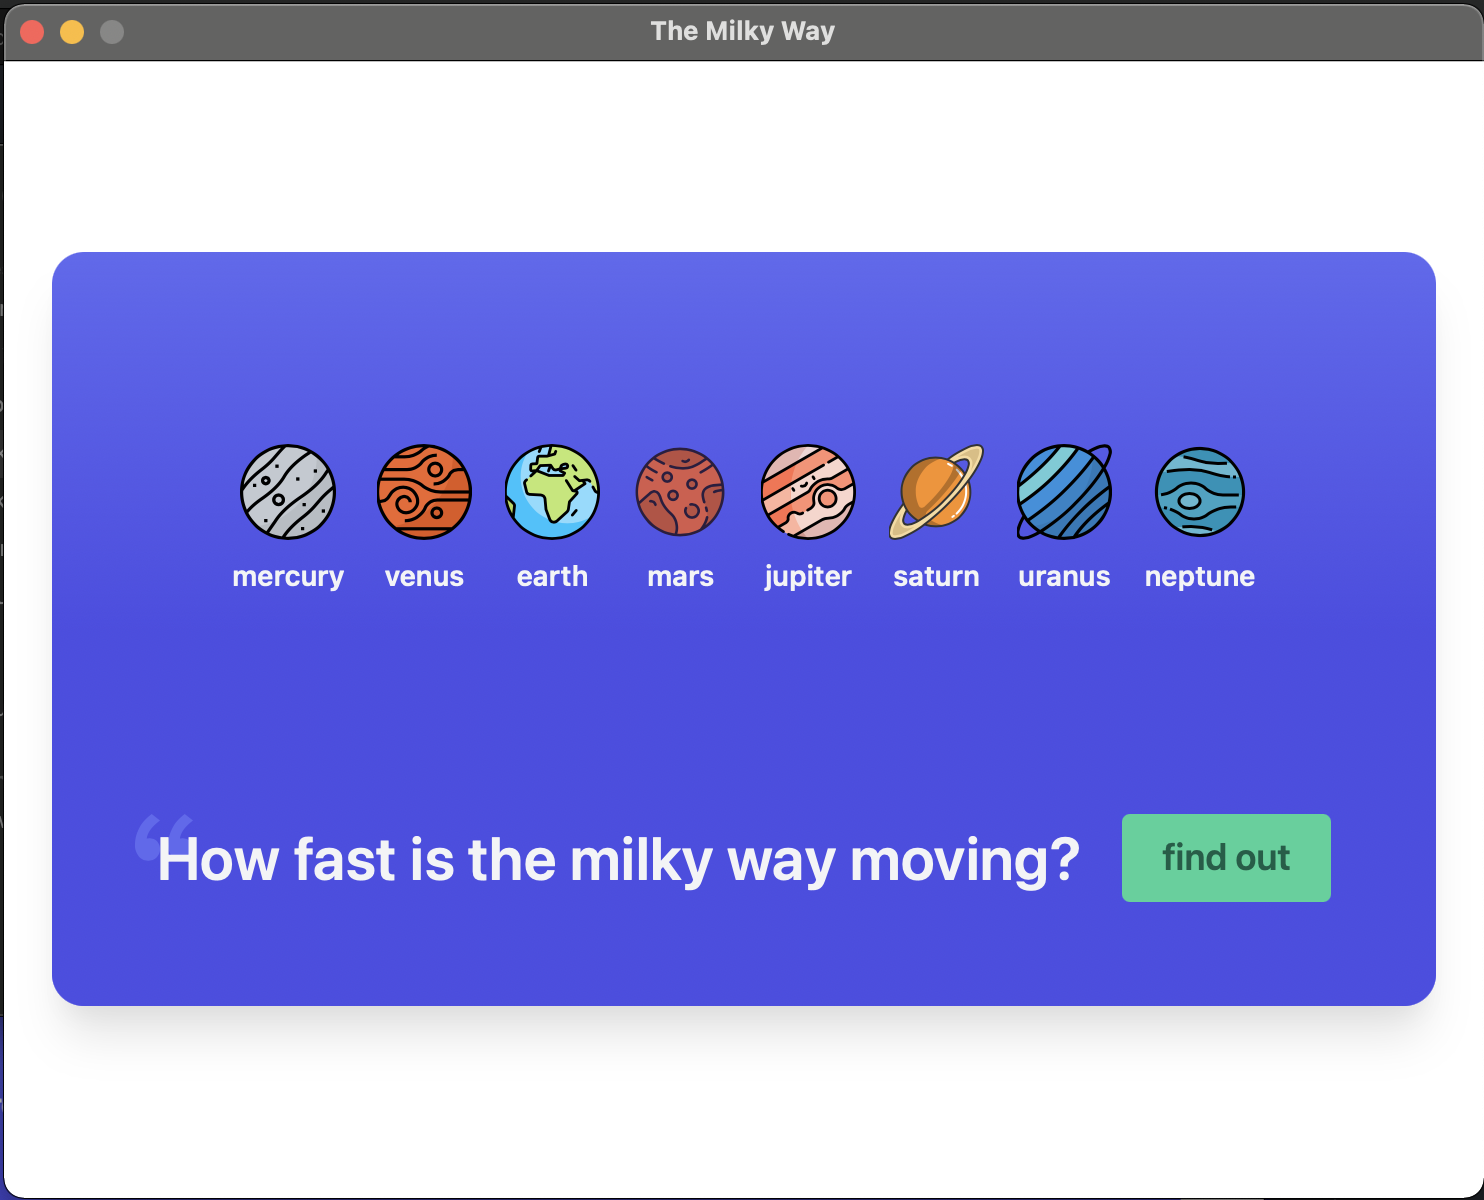 The Milky Way
mercury venus earth mars jupiter saturn uranus neptune
“How fast is the milky way moving?
find out